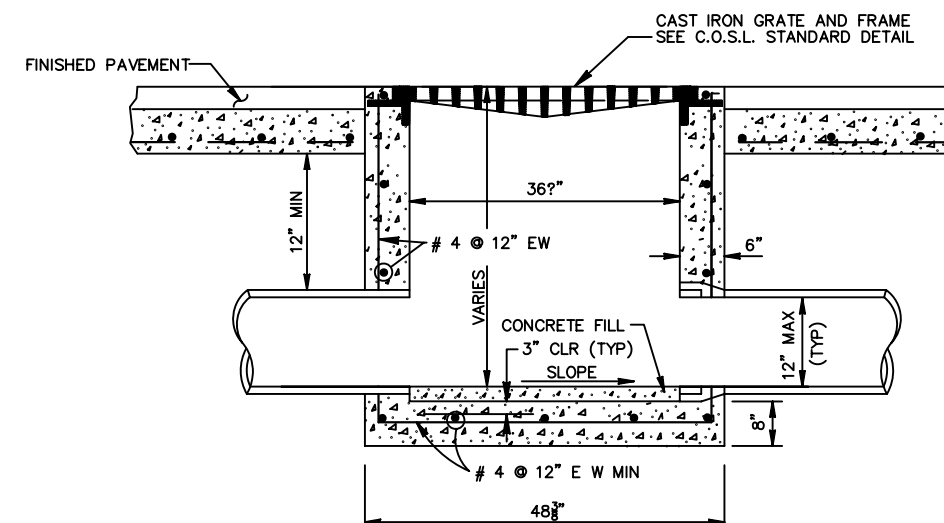 CAST IRON GRATE AND FRAME
SEE C.O.S.L. STANDARD DETAIL
FINISHED PAVEMENT
36?"
12" MIN
# 4 @ 12" EW
6"
VARIES
CONCRETE FILL
3" CLR (TYP)
SLOPE
12" MAX
(TYP)
8"
# 4 @ 12" E W MIN
48⅜"